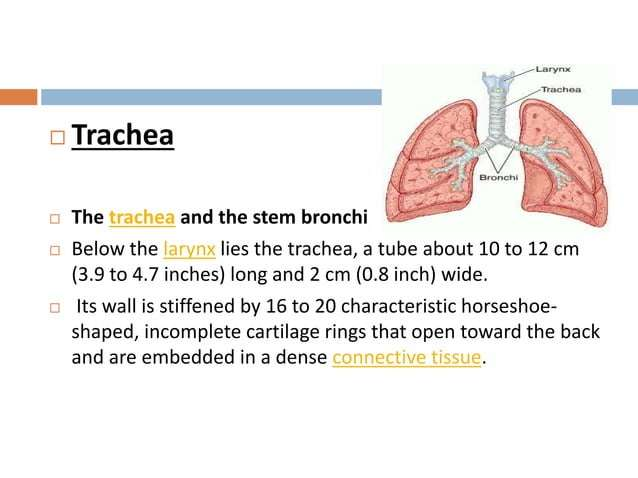 Larynx
Trachea
Bronchi
Trachea
The trachea and the stem bronchi
Below the larynx lies the trachea, a tube about 10 to 12 cm
(3.9 to 4.7 inches) long and 2 cm (0.8 inch) wide.
Its wall is stiffened by 16 to 20 characteristic horseshoe-
shaped, incomplete cartilage rings that open toward the back
and are embedded in a dense connective tissue.